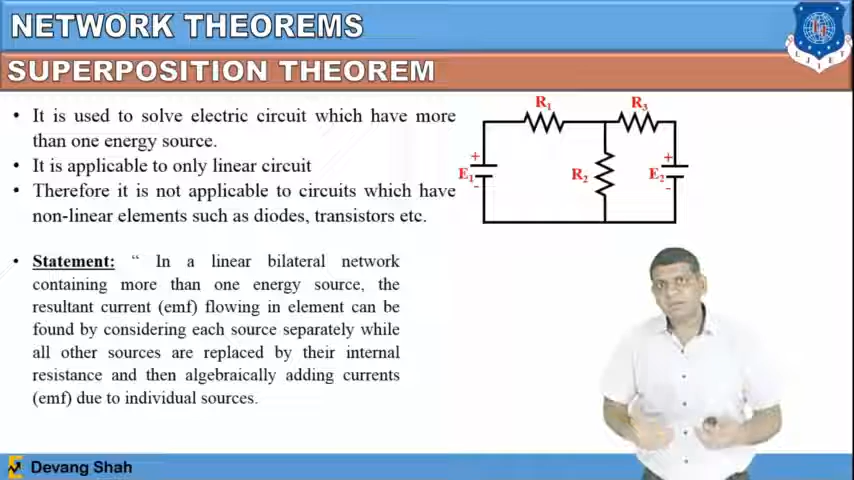 NETWORK THEOREMS
LJIET
SUPERPOSITION THEOREM
• It is used to solve electric circuit which have more
than one energy source.
• It is applicable to only linear circuit
• Therefore it is not applicable to circuits which have
non-linear elements such as diodes, transistors etc.
R1
R3
+
E1
-
R2
+
E2
-
• Statement: “ In a linear bilateral network
containing more than one energy source, the
resultant current (emf) flowing in element can be
found by considering each source separately while
all other sources are replaced by their internal
resistance and then algebraically adding currents
(emf) due to individual sources.
Devang Shah